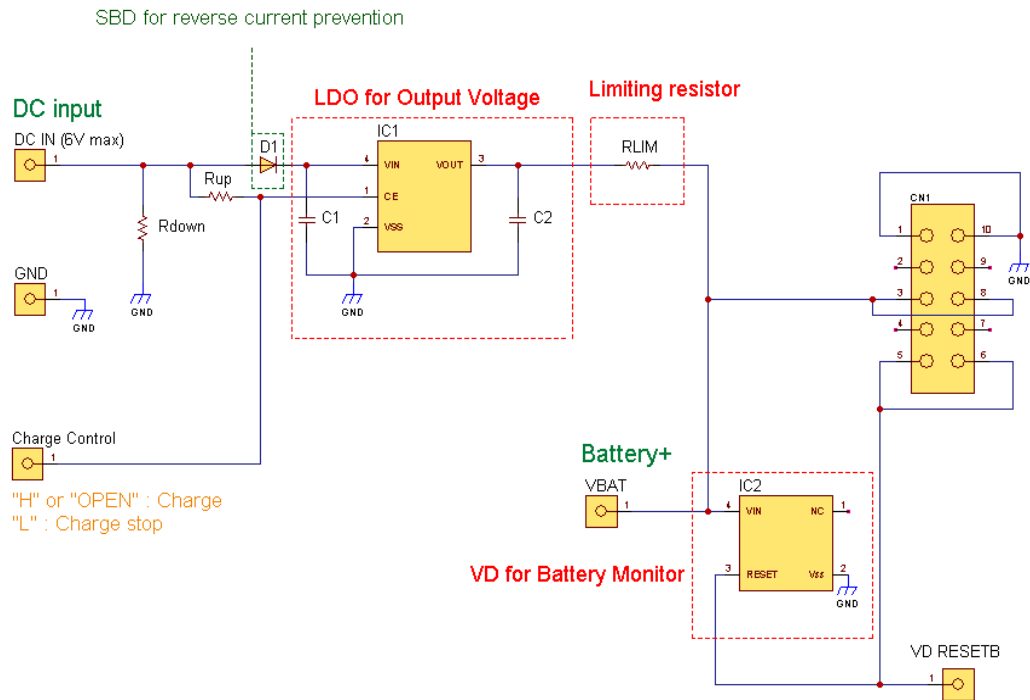 SBD for reverse current prevention
DC input
DC IN (6V max)
1
D1
LDO for Output Voltage
IC1
4
VIN
VOUT
3
1
CE
2
VSS
C1
C2
Limiting resistor
RLIM
Rup
Rdown
GND
GND
1
GND
GND
CN1
1
10
2
9
3
8
4
7
5
6
GND
Charge Control
1
"H" or "OPEN" : Charge
"L" : Charge stop
Battery+
VBAT
1
IC2
4
VIN
NC
1
3
RESET
Vss
2
GND
VD for Battery Monitor
VD RESETB
1